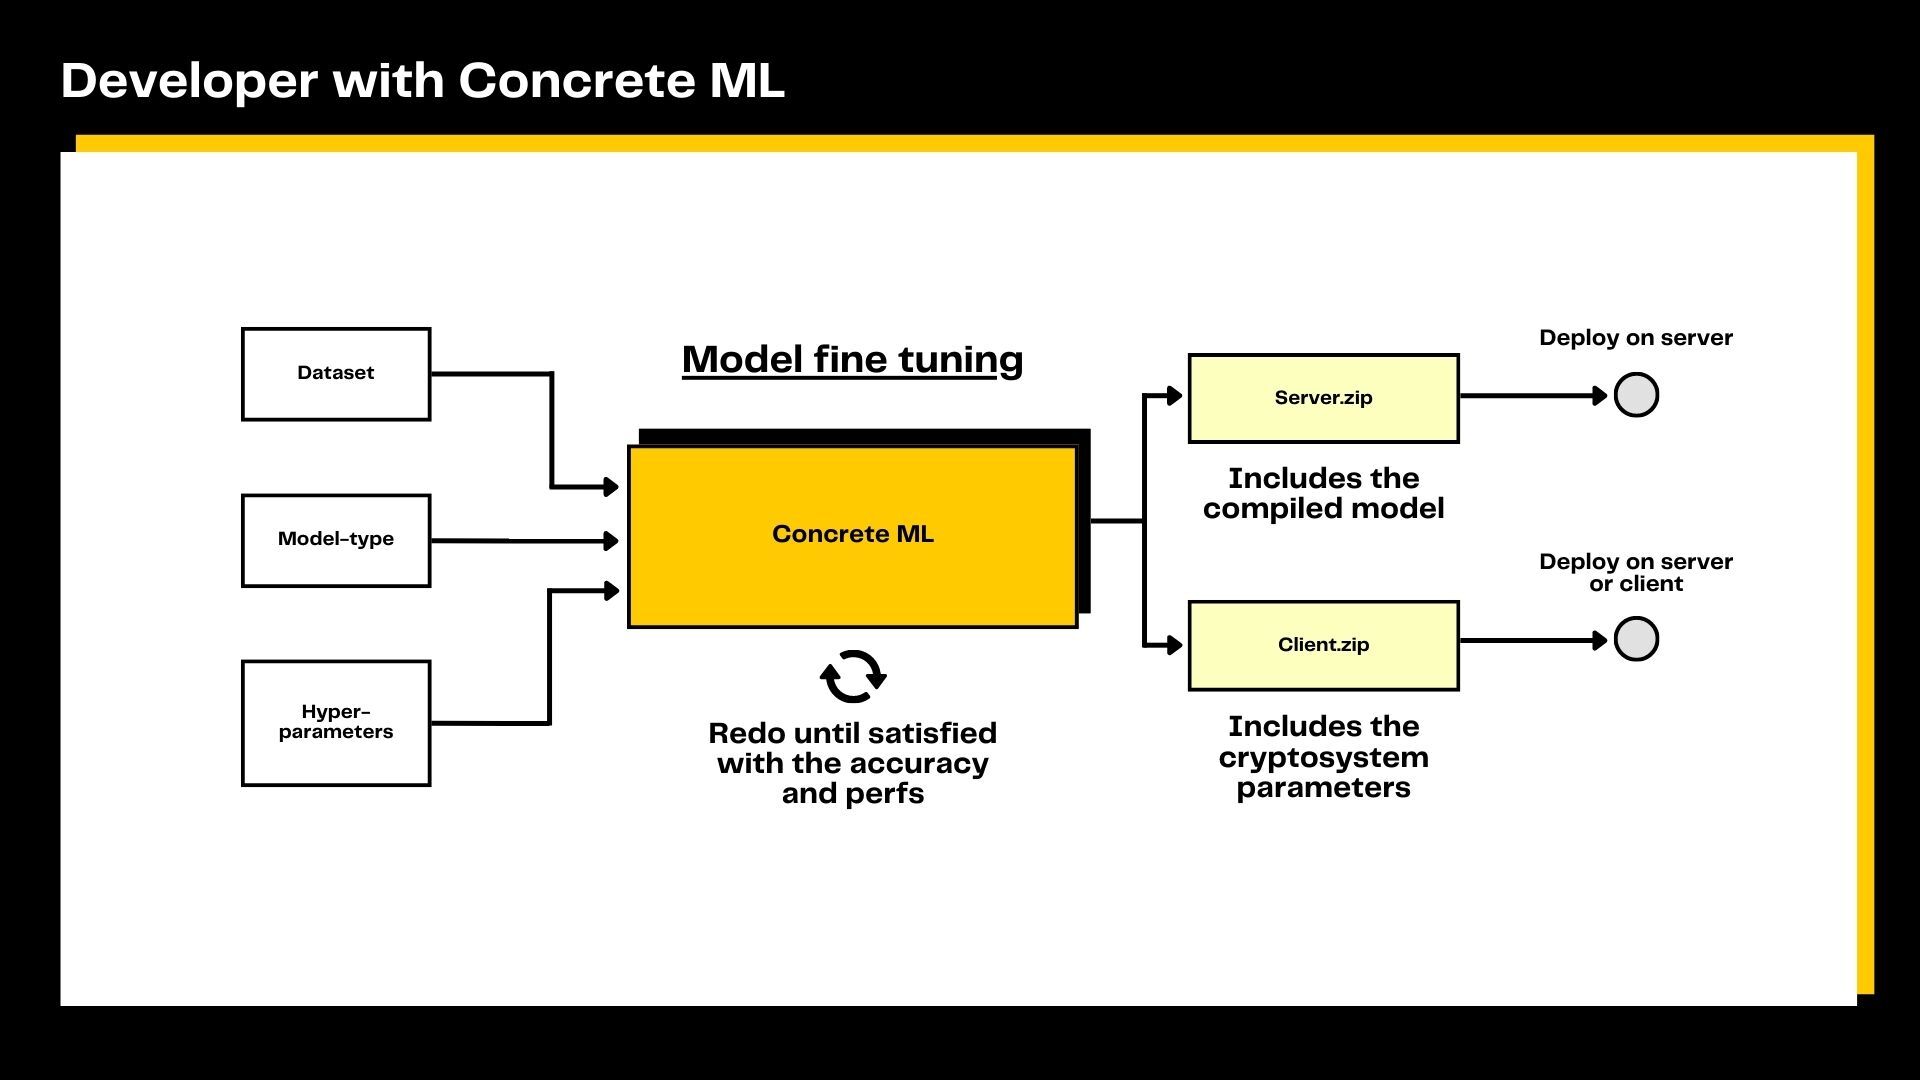 Developer with Concrete ML
Dataset
Model-type
Hyper-
parameters
Model fine tuning
Concrete ML
Redo until satisfied
with the accuracy
and perfs
Server.zip
Includes the
compiled model
Deploy on server
Client.zip
Includes the
cryptosystem
parameters
Deploy on server
or client